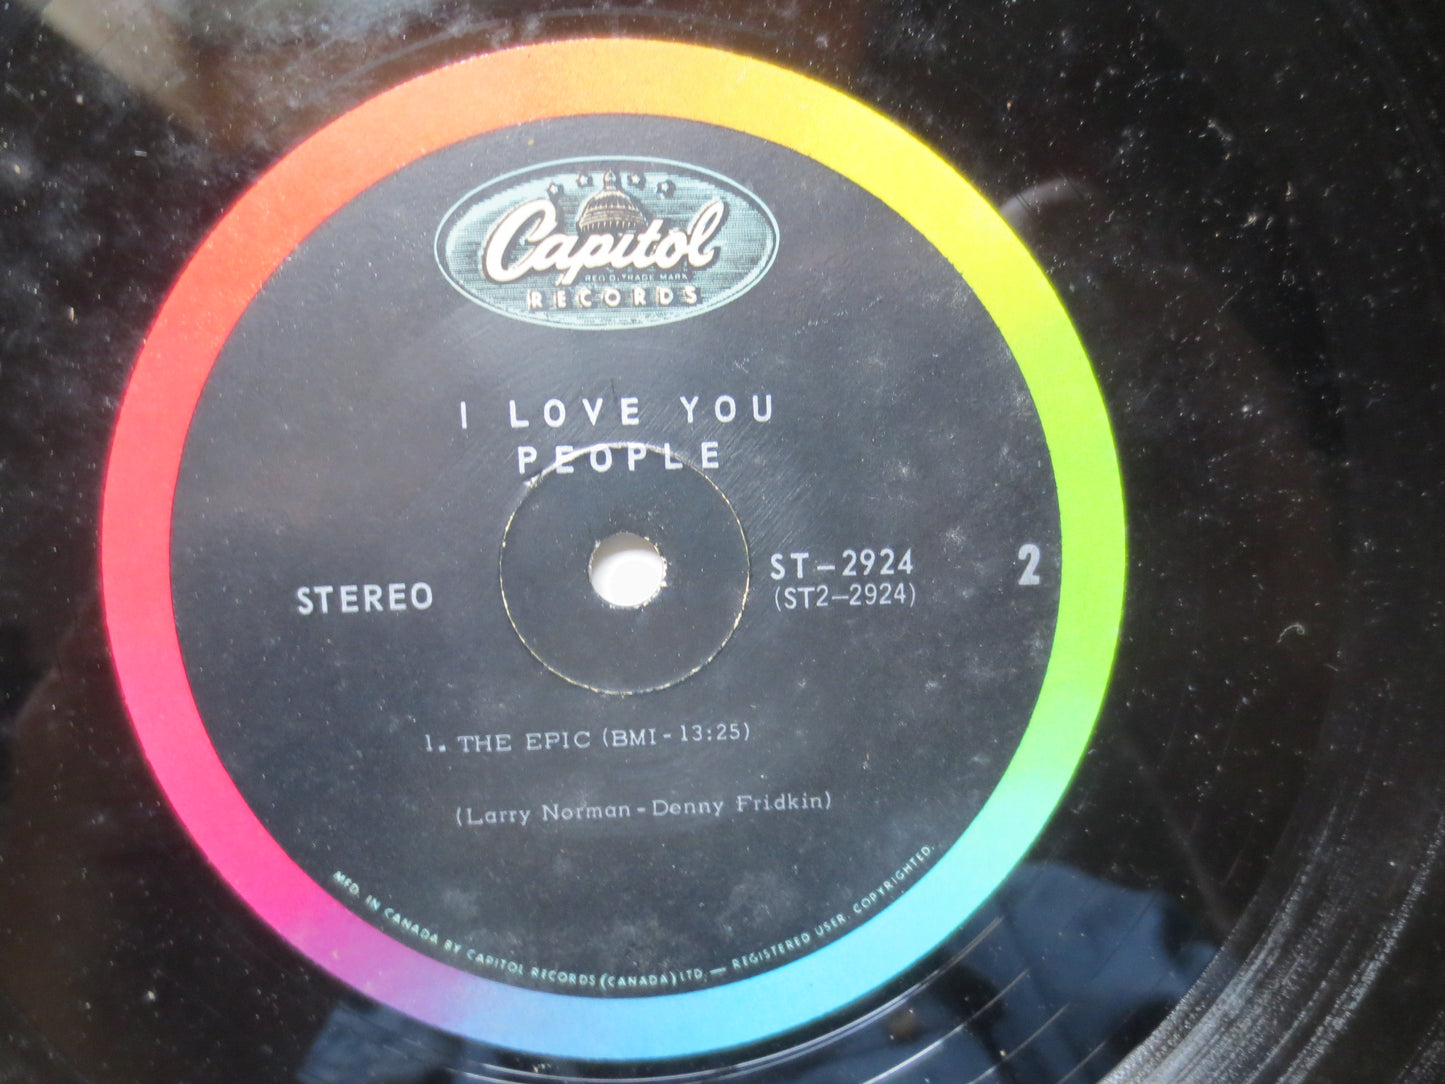 Capitol
REG'D. TRADE MARK
RECORDS
I LOVE YOU
PEOPLE
STEREO
ST-2924
(ST2-2924)
2
1. THE EPIC (BMI - 13:25)
(Larry Norman - Denny Fridkin)
MFD. IN CANADA BY CAPITOL RECORDS (CANADA) LTD. — REGISTERED USER. COPYRIGHTED.